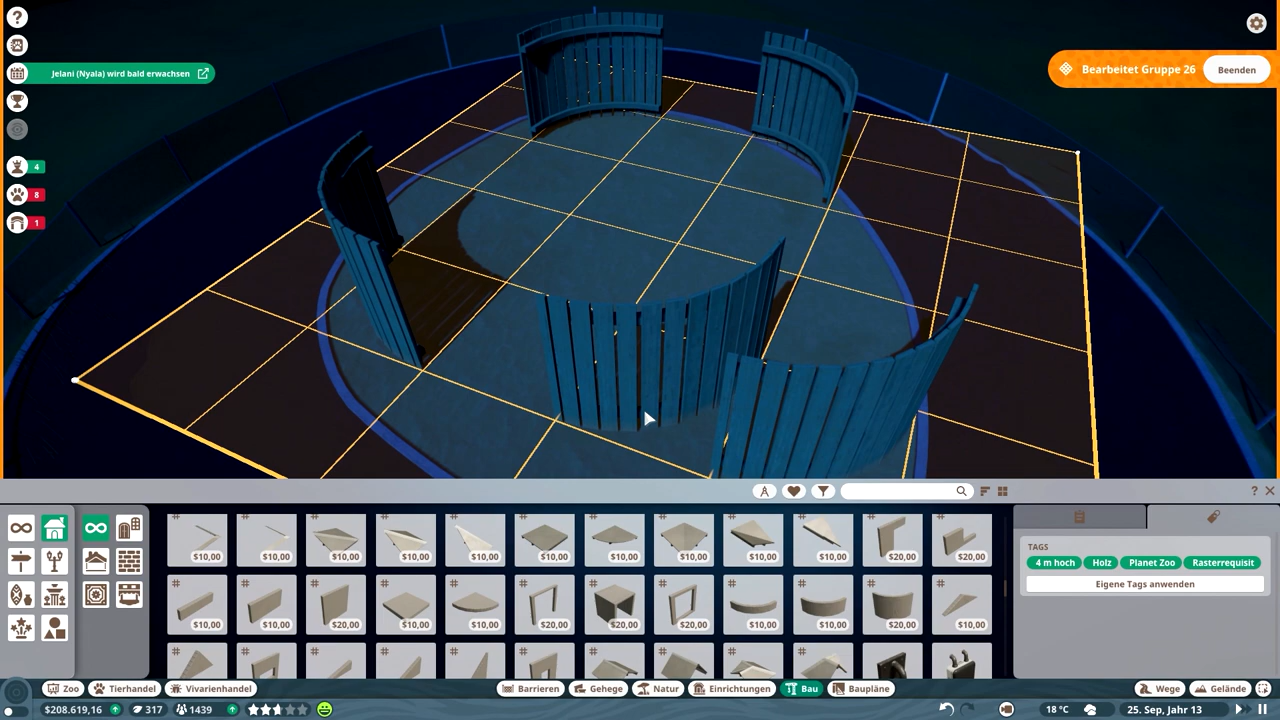 ?
Jelani (Nyala) wird bald erwachsen
4
8
1
Bearbeitet Gruppe 26
Beenden
? 
$10,00 $10,00 $10,00 $10,00 $10,00 $10,00 $10,00 $10,00 $10,00 $10,00 $20,00 $20,00
$10,00 $10,00 $20,00 $10,00 $10,00 $20,00 $20,00 $20,00 $10,00 $10,00 $20,00 $10,00
TAGS
4 m hoch Holz Planet Zoo Rasterrequisit
Eigene Tags anwenden
Zoo Tierhandel Vivarienhandel Barrieren Gehege Natur Einrichtungen Bau Baupläne Wege Gelände
$208.619,16 317 1439 18 °C 25. Sep, Jahr 13